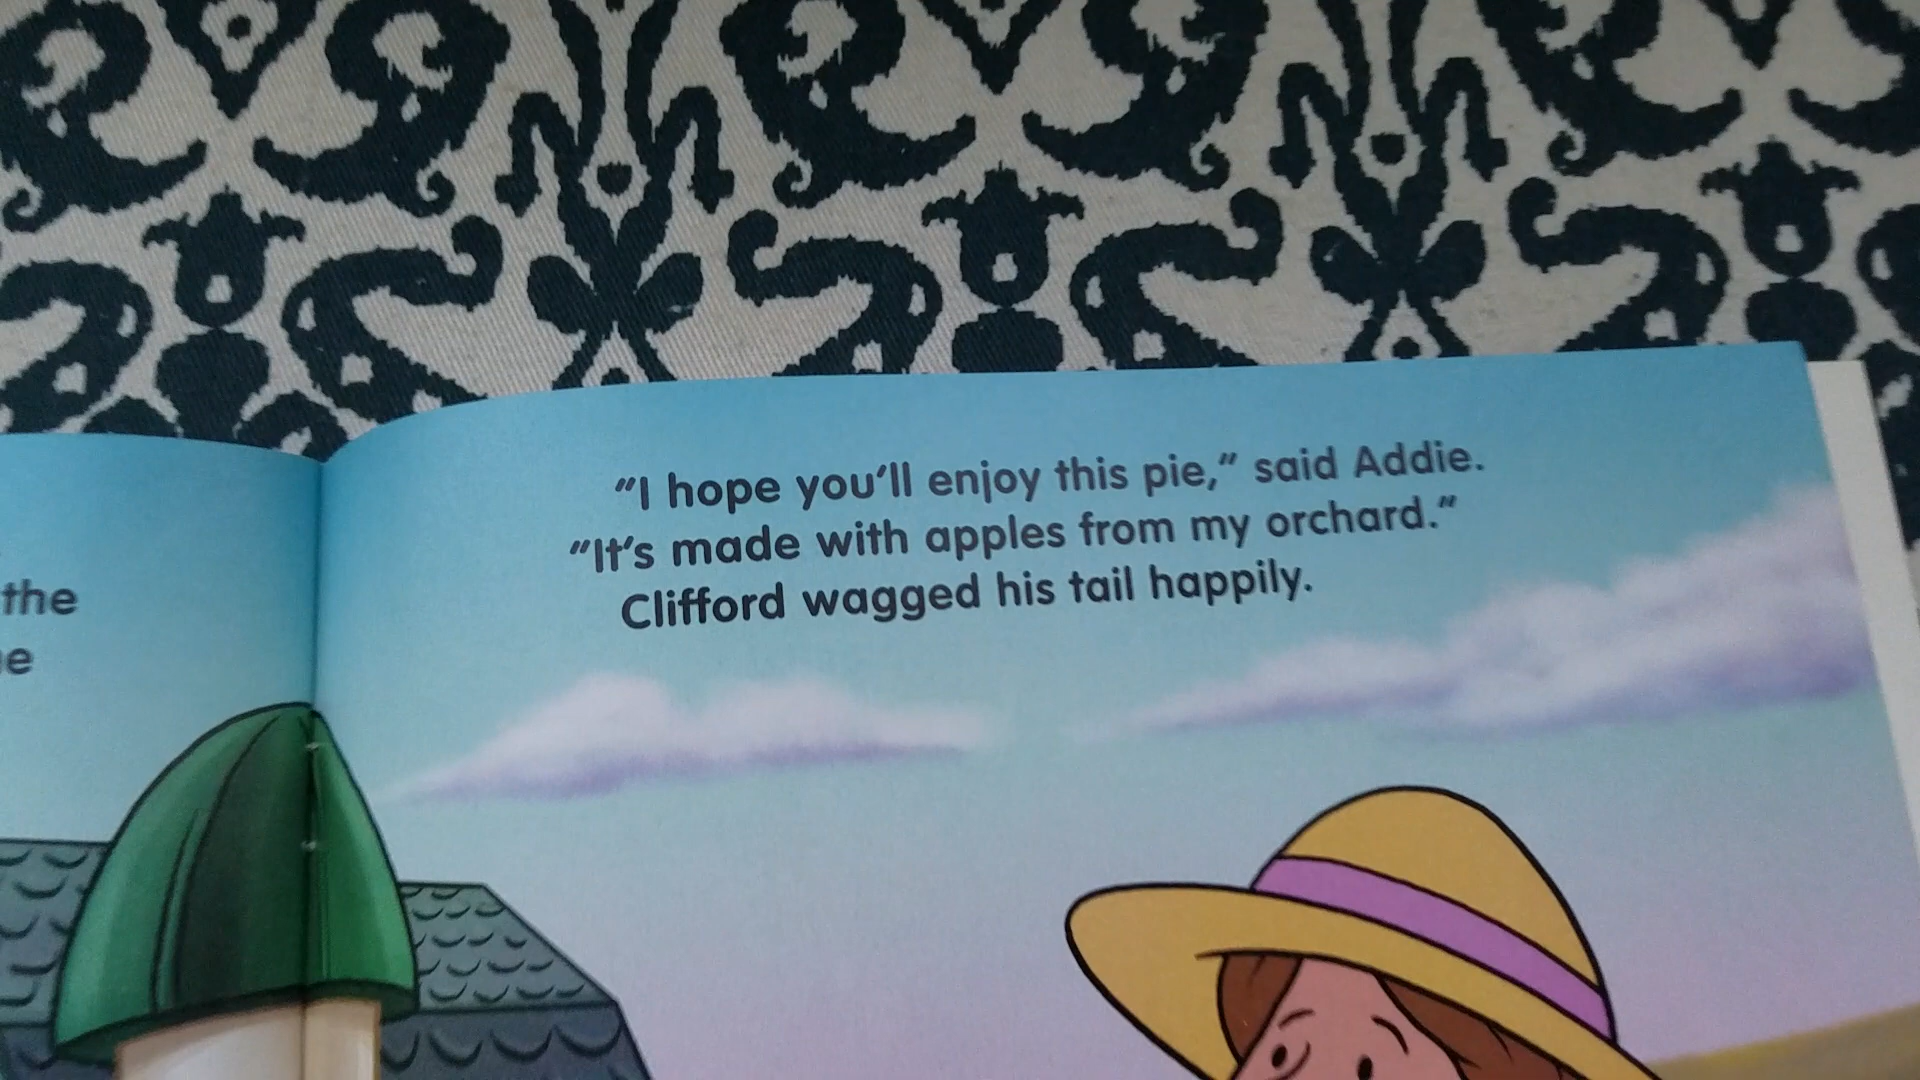 the
"I hope you'll enjoy this pie," said Addie.
"It's made with apples from my orchard."
Clifford wagged his tail happily.